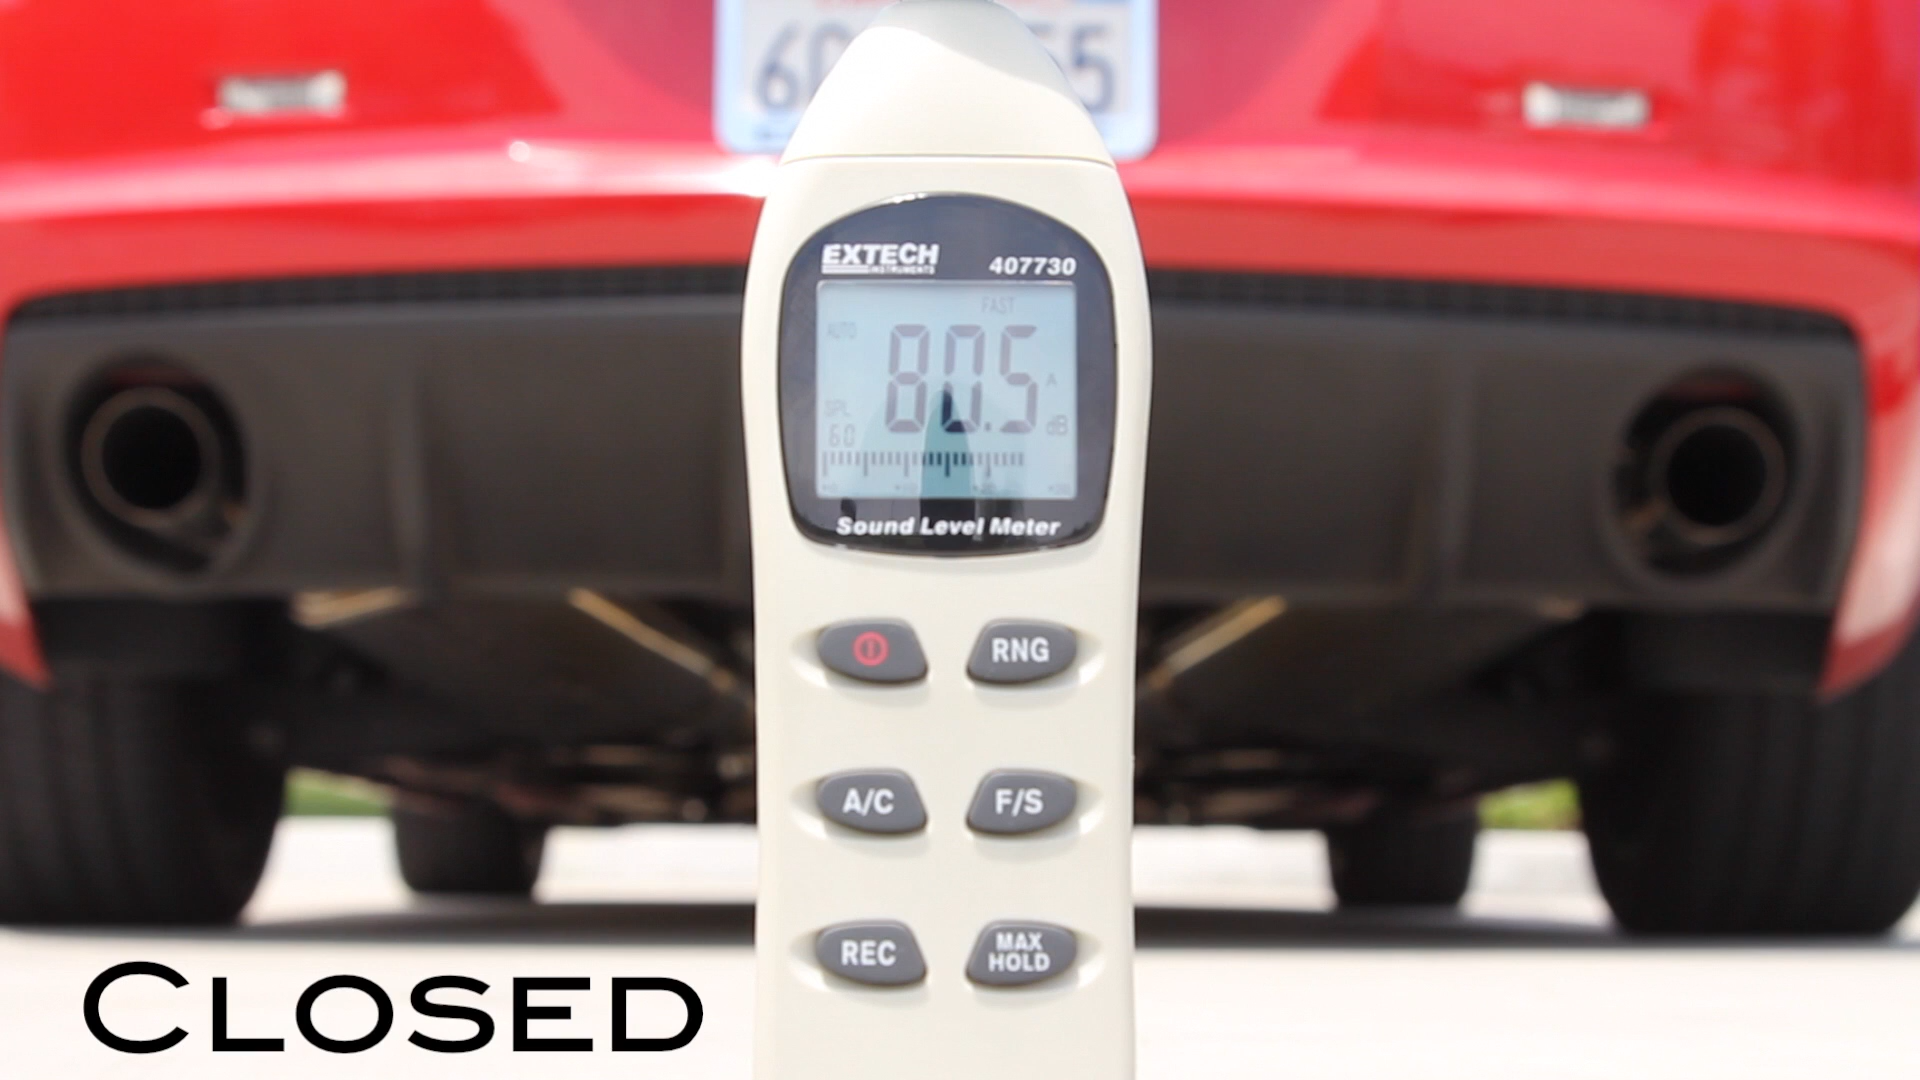 EXTECH
INSTRUMENTS
407730
FAST
AUTO
80.5
A
SPL
dB
60
Sound Level Meter
RNG
A/C
F/S
REC
MAX
HOLD
CLOSED